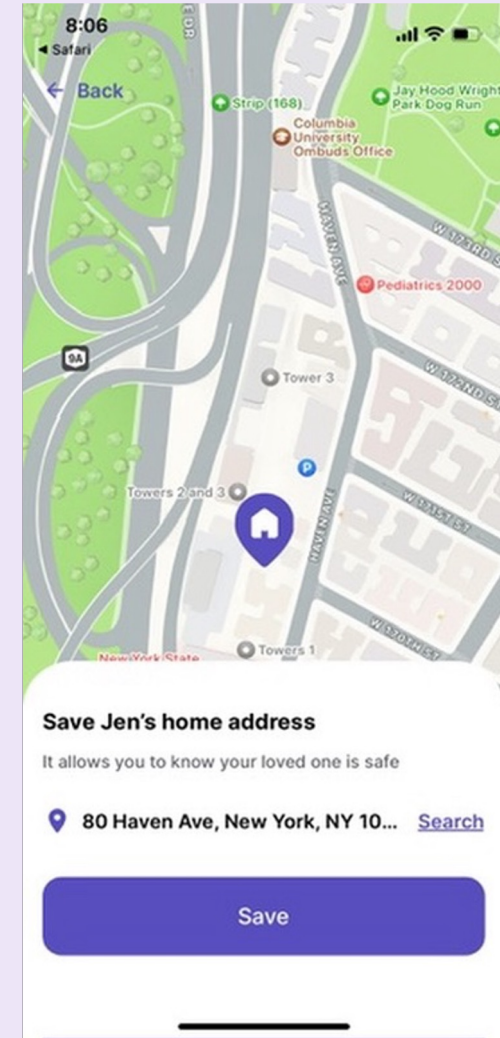 8:06
◀ Safari
E DR
← Back
Strip (168)
Jay Hood Wright
Park Dog Run
Columbia
University
Ombuds Office
HAVEN AVE
W 173RD S
Pediatrics 2000
9A
Tower 3
W 172ND S
P
Towers 2 and 3
HAVEN AVE
W 171ST ST
W 170TH ST
Towers 1
New York State
Save Jen's home address
It allows you to know your loved one is safe
80 Haven Ave, New York, NY 10... Search
Save